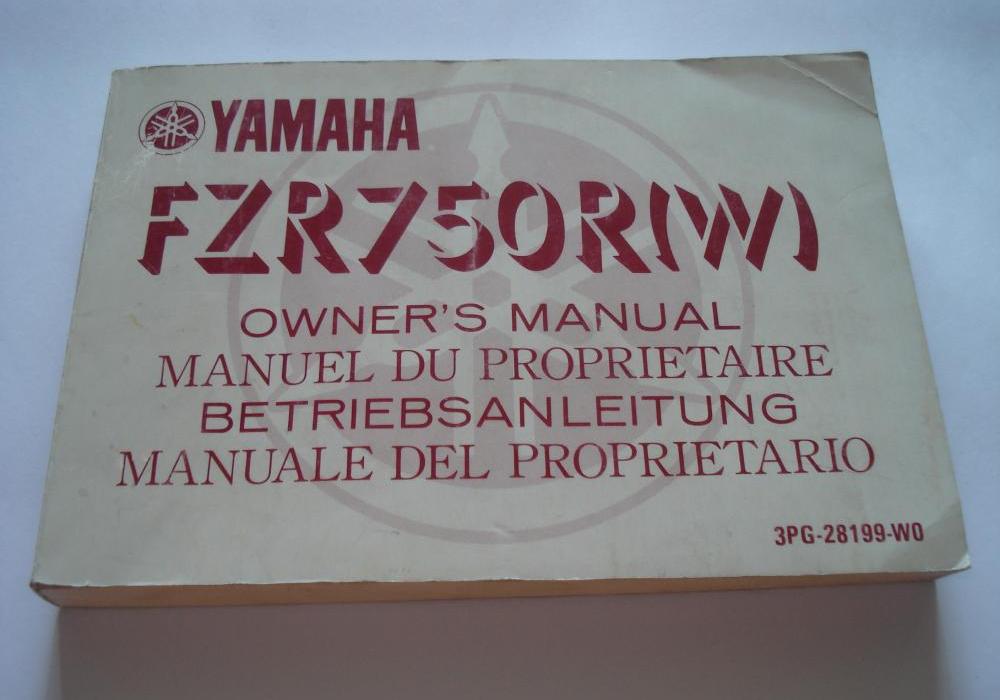 YAMAHA
FZR750R(W)
OWNER'S MANUAL
MANUEL DU PROPRIETAIRE
BETRIEBSANLEITUNG
MANUALE DEL PROPRIETARIO
3PG-28199-W0